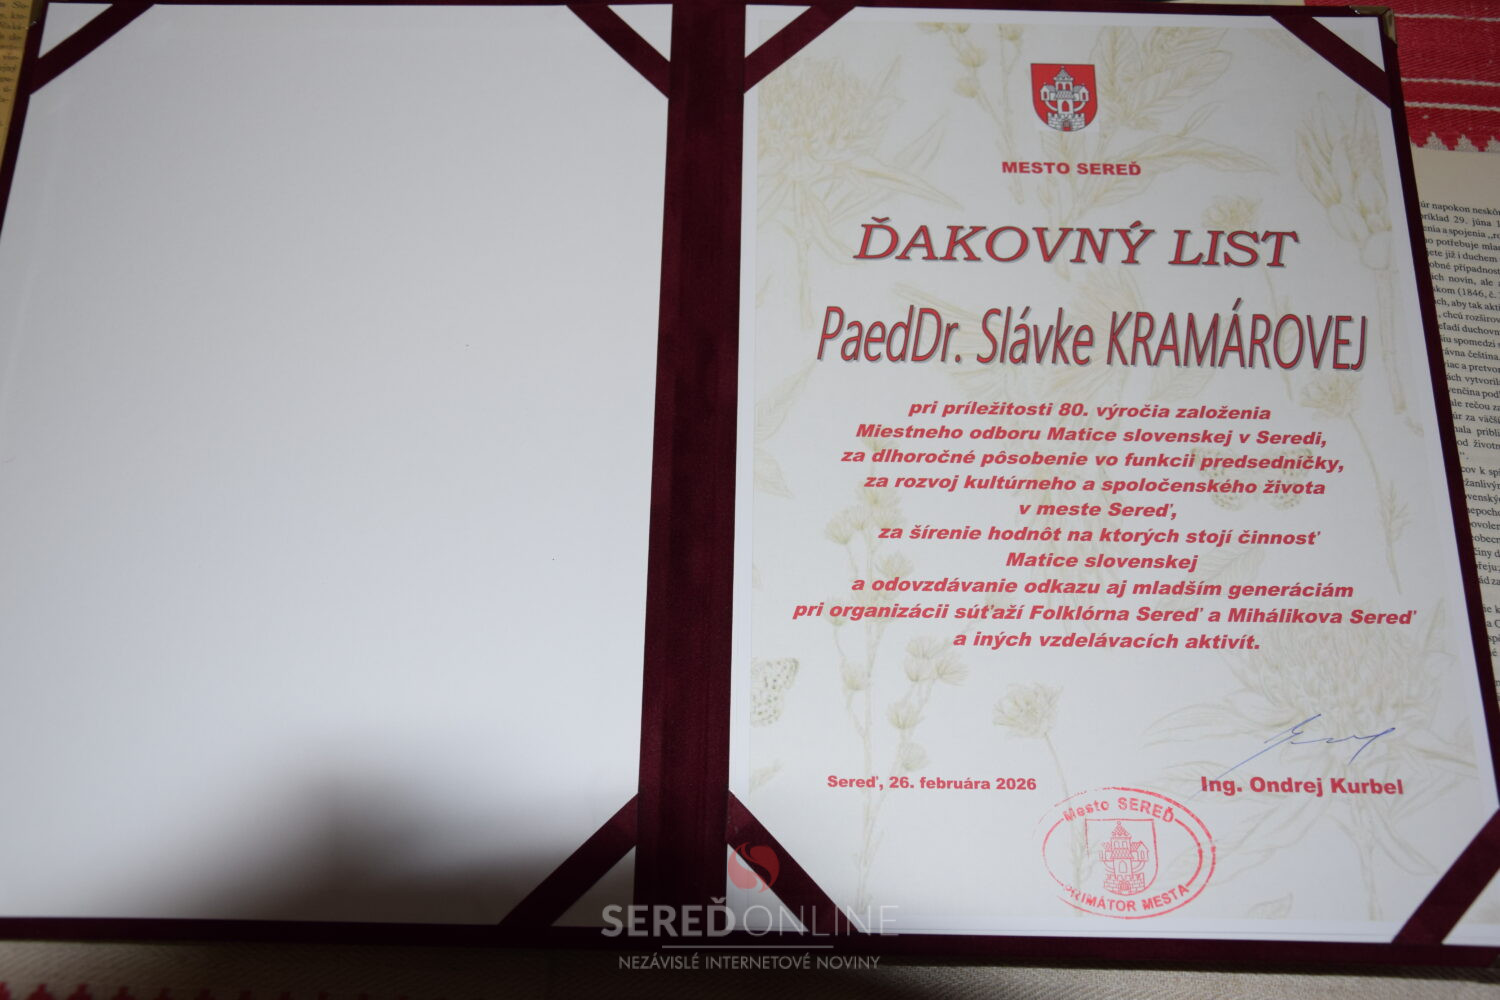 MESTO SEREĎ
ĎAKOVNÝ LIST
PaedDr. Slávke KRAMÁROVEJ
pri príležitosti 80. výročia založenia
Miestneho odboru Matice slovenskej v Seredi,
za dlhoročné pôsobenie vo funkcii predsedníčky,
za rozvoj kultúrneho a spoločenského života
v meste Sereď,
za šírenie hodnôt na ktorých stojí činnosť
Matice slovenskej
a odovzdávanie odkazu aj mladším generáciám
pri organizácii súťaží Folklórna Sereď a Mihálikova Sereď
a iných vzdelávacích aktivít.
Sereď, 26. februára 2026
Ing. Ondrej Kurbel
Mesto SEREĎ
PRIMÁTOR MESTA
SEREĎONLINE
NEZÁVISLÉ INTERNETOVÉ NOVINY